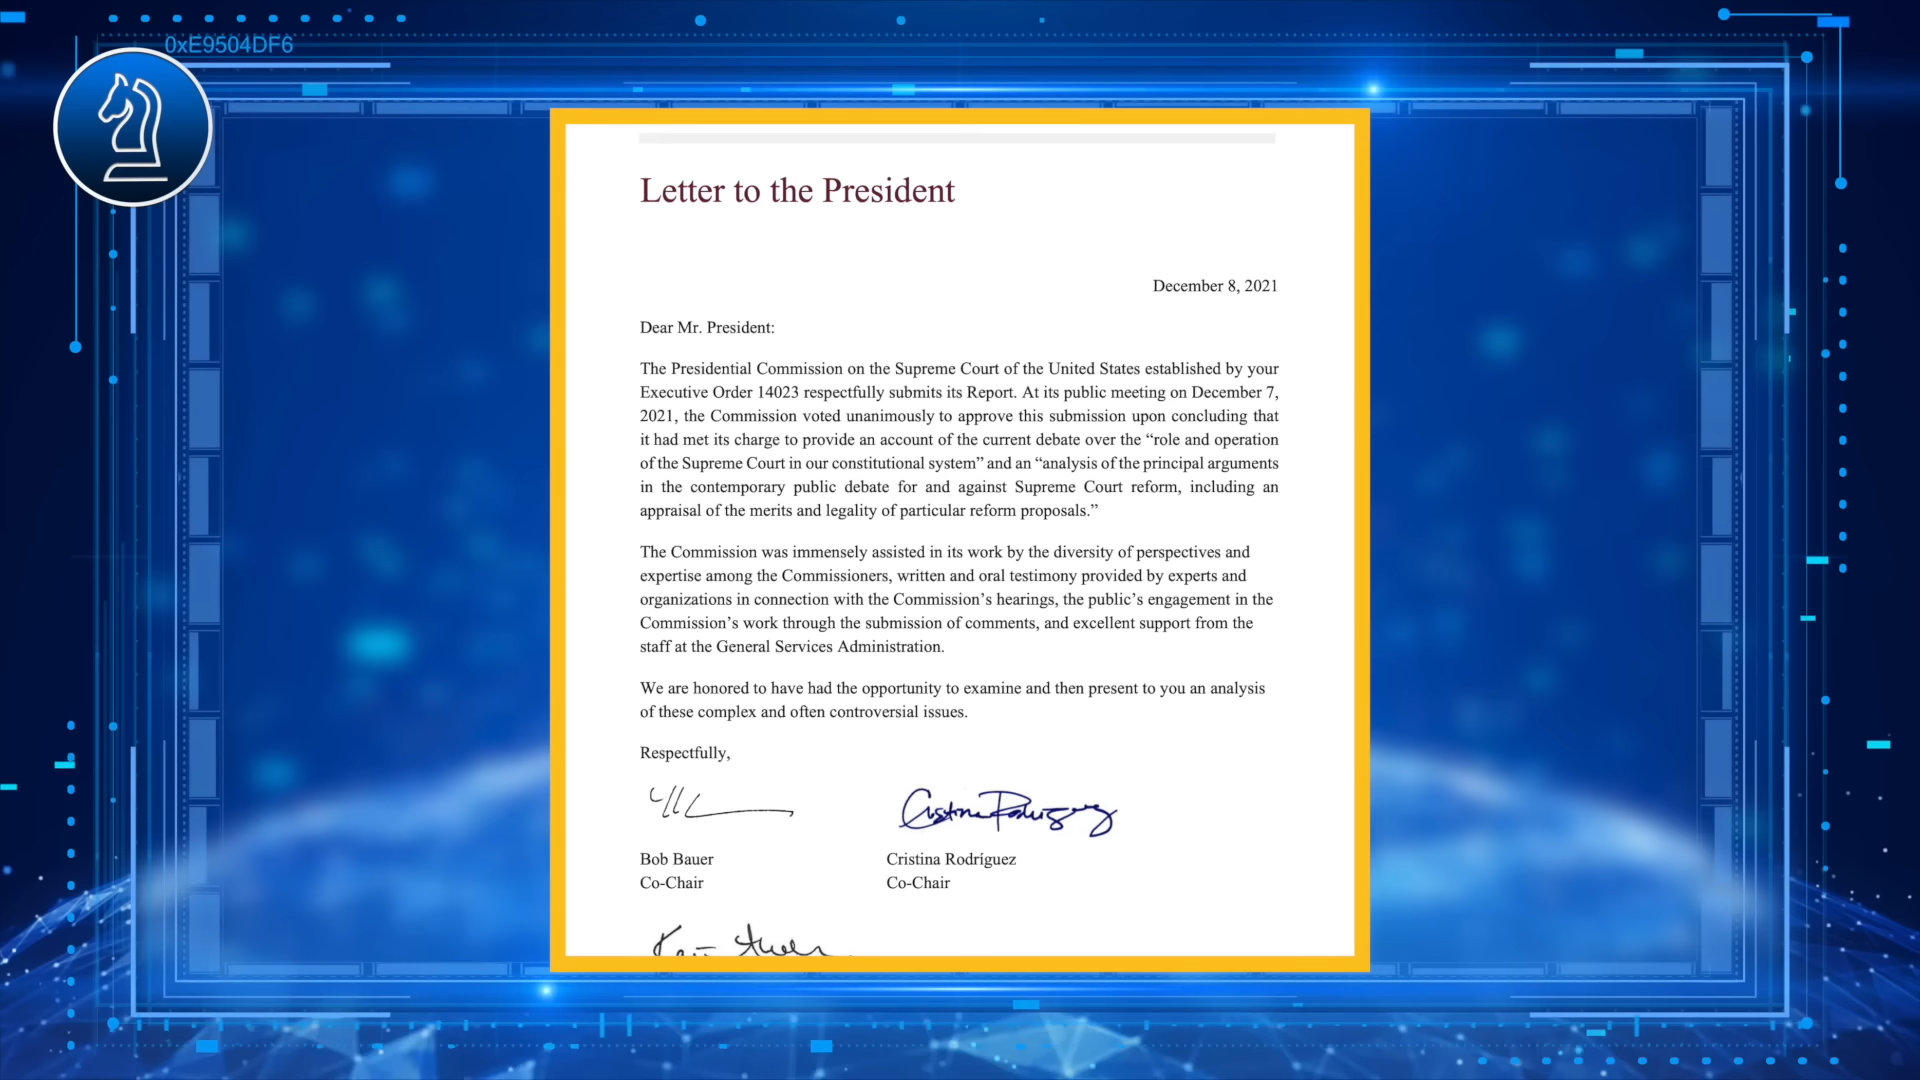 0xE9504DF6
Letter to the President
December 8, 2021
Dear Mr. President:
The Presidential Commission on the Supreme Court of the United States established by your
Executive Order 14023 respectfully submits its Report. At its public meeting on December 7,
2021, the Commission voted unanimously to approve this submission upon concluding that
it had met its charge to provide an account of the current debate over the “role and operation
of the Supreme Court in our constitutional system” and an “analysis of the principal arguments
in the contemporary public debate for and against Supreme Court reform, including an
appraisal of the merits and legality of particular reform proposals.”
The Commission was immensely assisted in its work by the diversity of perspectives and
expertise among the Commissioners, written and oral testimony provided by experts and
organizations in connection with the Commission’s hearings, the public’s engagement in the
Commission’s work through the submission of comments, and excellent support from the
staff at the General Services Administration.
We are honored to have had the opportunity to examine and then present to you an analysis
of these complex and often controversial issues.
Respectfully,
Cristina Rodríguez
Bob Bauer
Cristina Rodríguez
Co-Chair
Co-Chair